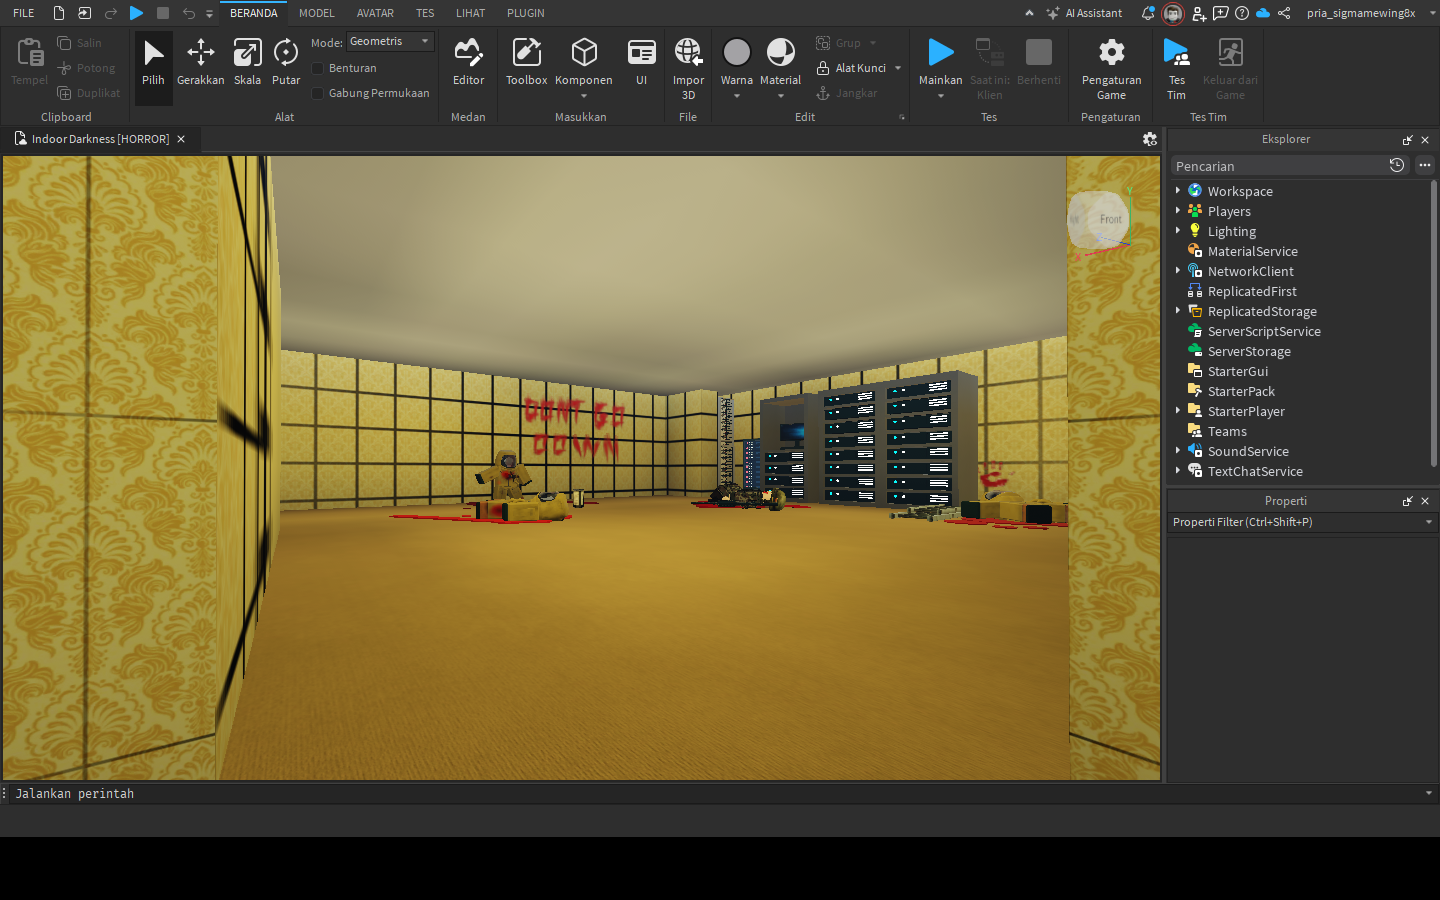 FILE BERANDA MODEL AVATAR TES LIHAT PLUGIN AI Assistant pria_sigmamewing8x
Tempel Salin Potong Duplikat
Clipboard
Pilih Gerakkan Skala Putar
Mode: Geometris
Benturan
Gabung Permukaan
Alat
Editor
Medan
Toolbox Komponen UI
Masukkan
Impor
3D
File
Warna Material
Grup
Alat Kunci
Jangkar
Edit
Mainkan
Saat ini:
Klien
Berhenti
Tes
Pengaturan
Game
Pengaturan
Tes
Tim
Keluar dari
Game
Tes Tim
Indoor Darkness [HORROR]
DONT GO
DOWN
Front
Y
X
Eksplorer
Pencarian
Workspace
Players
Lighting
MaterialService
NetworkClient
ReplicatedFirst
ReplicatedStorage
ServerScriptService
ServerStorage
StarterGui
StarterPack
StarterPlayer
Teams
SoundService
TextChatService
Properti
Properti Filter (Ctrl+Shift+P)
Jalankan perintah